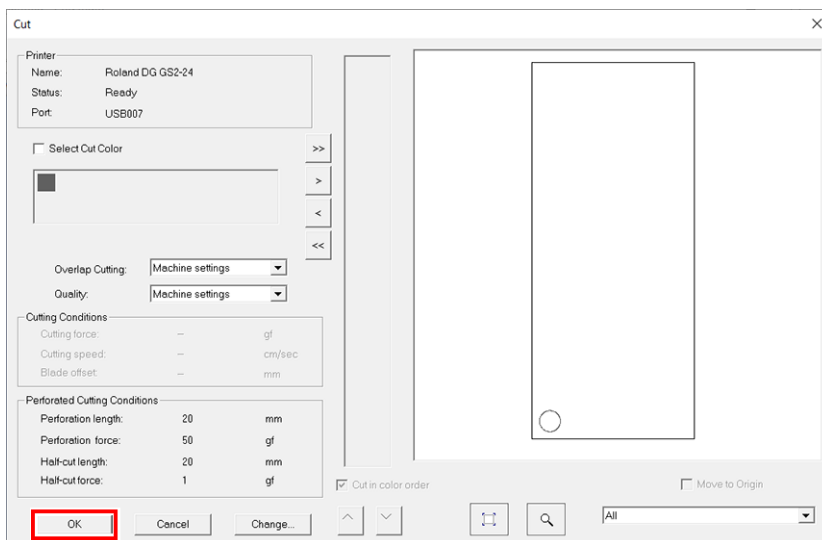 Cut
Printer
Name: Roland DG GS2-24
Status: Ready
Port: USB007
Select Cut Color
>>
>
<
<<
Overlap Cutting: Machine settings
Quality: Machine settings
Cutting Conditions
Cutting force: -- gf
Cutting speed: -- cm/sec
Blade offset: -- mm
Perforated Cutting Conditions
Perforation length: 20 mm
Perforation force: 50 gf
Half-cut length: 20 mm
Half-cut force: 1 gf
Cut in color order
Move to Origin
OK Cancel Change...
All